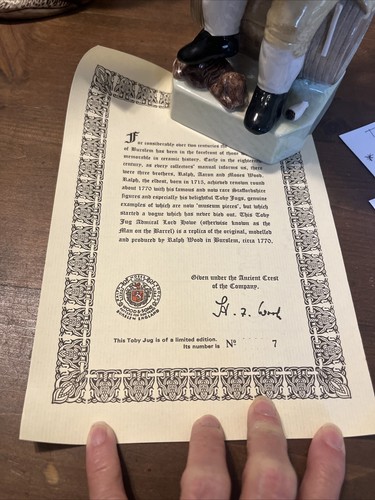 For considerably over two centuries
of Burslem has been in the forefront of those
memorable in ceramic history. Early in the eighteenth
century, as every collectors' manual informs us, there
were three brothers, Ralph, Aaron and Moses Wood.
Ralph, the eldest, born in 1715, achieved renown round
about 1770 with his famous and now rare Staffordshire
figures and especially his delightful Toby Jugs, genuine
examples of which are now 'museum pieces', but which
started a vogue which has never died out. This Toby
Jug Admiral Lord Howe (otherwise known as the
Man on the Barrel) is a replica of the original, modelled
and produced by Ralph Wood in Burslem, circa 1770.
Given under the Ancient Crest
of the Company.
H. F. Wood
WOOD & SONS
BURSLEM ENGLAND
This Toby Jug is of a limited edition.
Its number is Nº 7